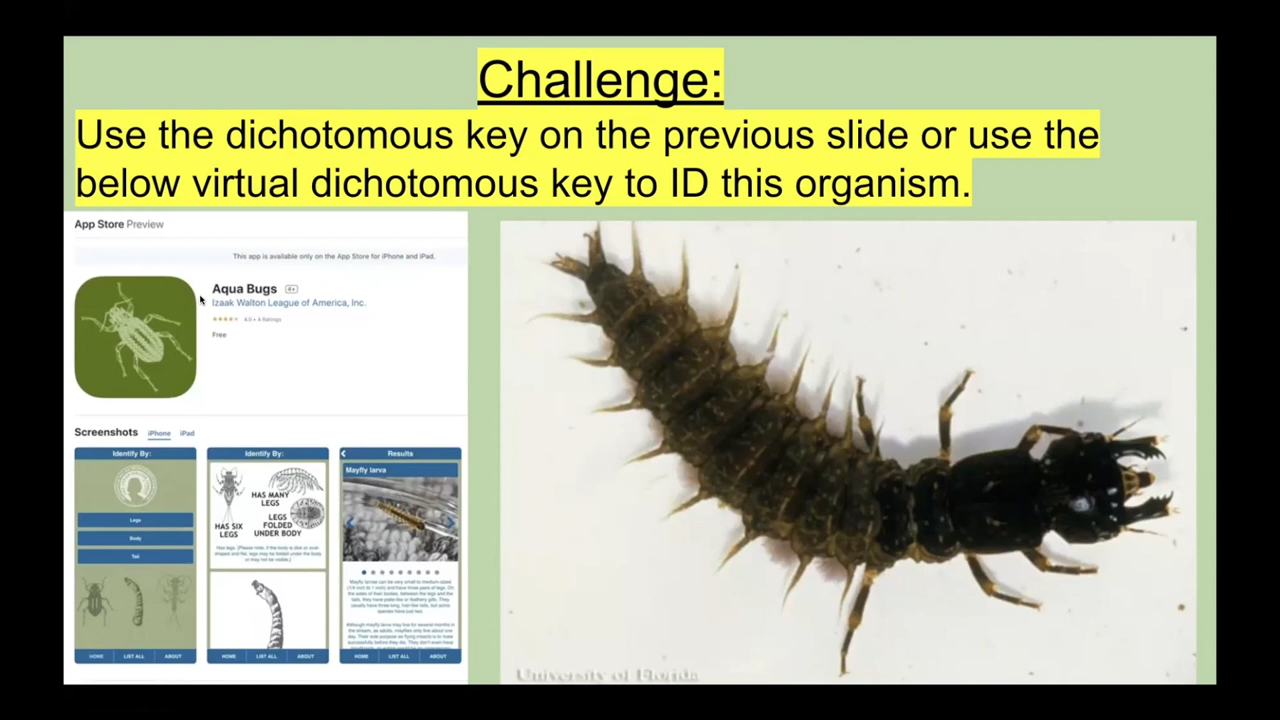 Challenge:
Use the dichotomous key on the previous slide or use the
below virtual dichotomous key to ID this organism.
App Store Preview
This app is available only on the App Store for iPhone and iPad.
Aqua Bugs 4+
Izaak Walton League of America, Inc.
Free
Screenshots iPhone iPad
Identify By:
Legs
Body
Tail
HOME LIST ALL ABOUT
Identify By:
HAS MANY
LEGS
HAS SIX
LEGS
LEGS
FOLDED
UNDER BODY
HOME LIST ALL ABOUT
Results
Mayfly larva
HOME LIST ALL ABOUT
University of Florida